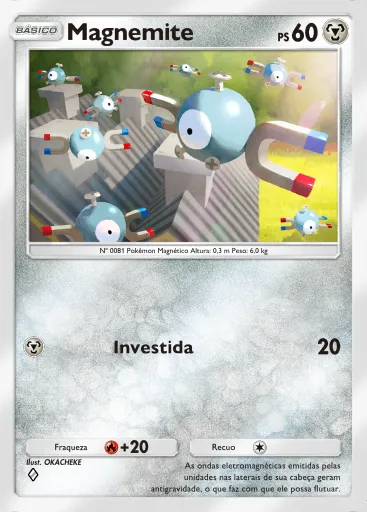 BÁSICO Magnemite PS 60
Nº 0081 Pokémon Magnético Altura: 0,3 m Peso: 6,0 kg
Investida 20
Fraqueza +20 Recuo
Ilust. OKACHEKE
As ondas eletromagnéticas emitidas pelas
unidades nas laterais de sua cabeça geram
antigravidade, o que faz com que ele possa flutuar.